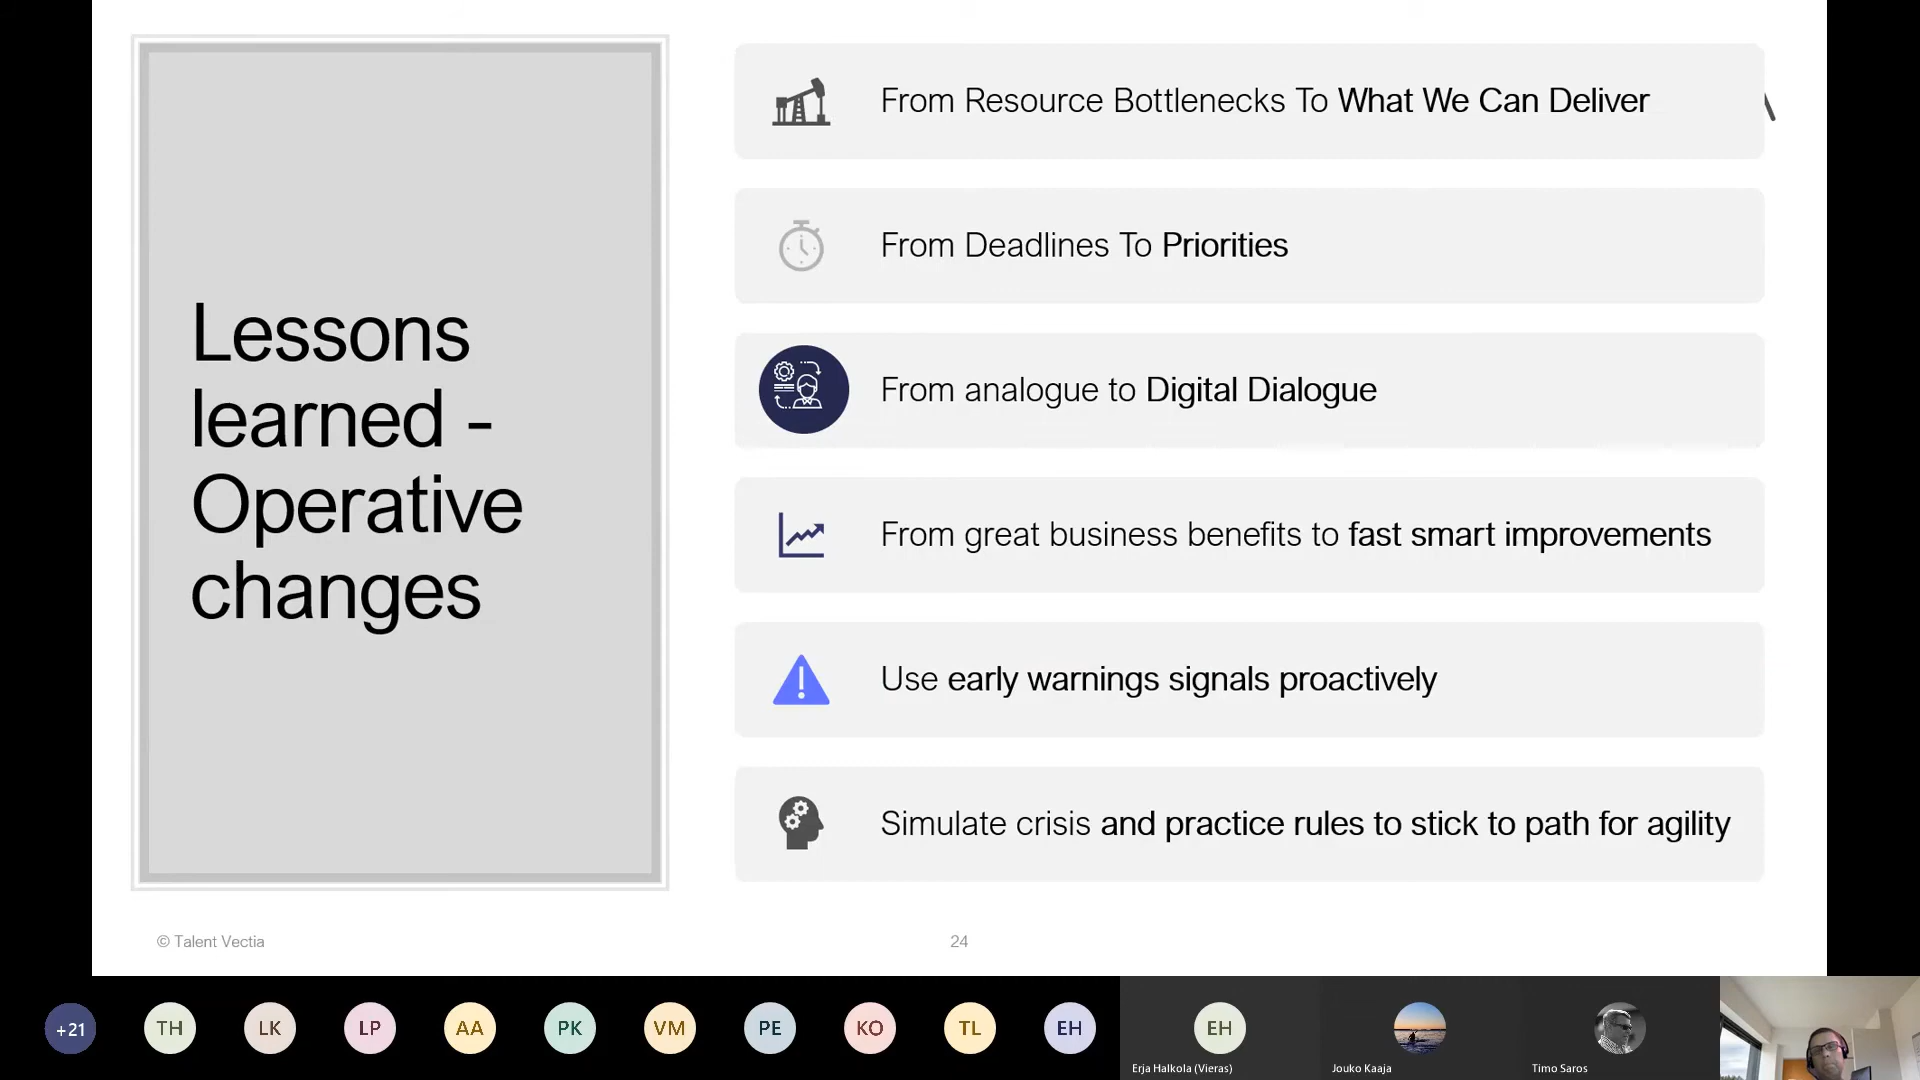 Lessons
learned -
Operative
changes
From Resource Bottlenecks To What We Can Deliver
From Deadlines To Priorities
From analogue to Digital Dialogue
From great business benefits to fast smart improvements
Use early warnings signals proactively
Simulate crisis and practice rules to stick to path for agility
© Talent Vectia
24
+21
TH
LK
LP
AA
PK
VM
PE
KO
TL
EH
EH
Erja Halkola (Vieras)
Jouko Kaaja
Timo Saros